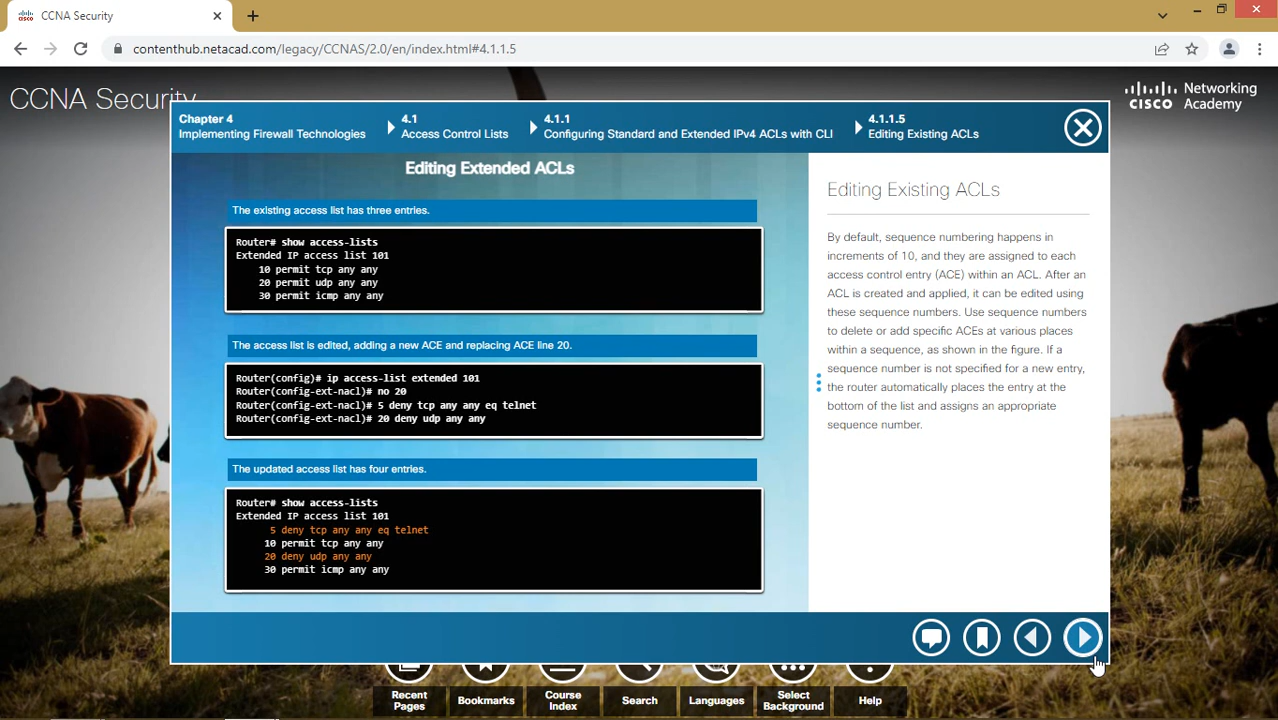 CCNA Security
contenthub.netacad.com/legacy/CCNAS/2.0/en/index.html#4.1.1.5
CCNA Security
Networking
CISCO Academy
Chapter 4
Implementing Firewall Technologies
4.1
Access Control Lists
4.1.1
Configuring Standard and Extended IPv4 ACLs with CLI
4.1.1.5
Editing Existing ACLs
Editing Extended ACLs
The existing access list has three entries.
Router# show access-lists
Extended IP access list 101
10 permit tcp any any
20 permit udp any any
30 permit icmp any any
The access list is edited, adding a new ACE and replacing ACE line 20.
Router(config)# ip access-list extended 101
Router(config-ext-nacl)# no 20
Router(config-ext-nacl)# 5 deny tcp any any eq telnet
Router(config-ext-nacl)# 20 deny udp any any
The updated access list has four entries.
Router# show access-lists
Extended IP access list 101
5 deny tcp any any eq telnet
10 permit tcp any any
20 deny udp any any
30 permit icmp any any
Editing Existing ACLs
By default, sequence numbering happens in
increments of 10, and they are assigned to each
access control entry (ACE) within an ACL. After an
ACL is created and applied, it can be edited using
these sequence numbers. Use sequence numbers
to delete or add specific ACEs at various places
within a sequence, as shown in the figure. If a
sequence number is not specified for a new entry,
the router automatically places the entry at the
bottom of the list and assigns an appropriate
sequence number.
Recent
Pages
Bookmarks
Course
Index
Search
Languages
Select
Background
Help